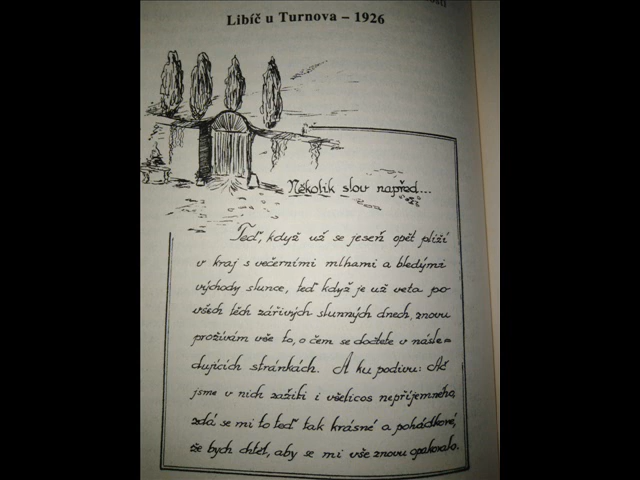 Libíč u Turnova – 1926
Několik slov napřed...
Teď, když už se jeseň opět plíží
v kraj s večerními mlhami a bledými
východy slunce, teď když je už veta po
všech těch zářivých slunných dnech, znovu
prožívám vše to, o čem se dočtete v násle-
dujících stránkách. A ku podivu: Ač
jsme v nich zažili i všelicos nepříjemného,
zdá se mi to teď tak krásné a pohádkové,
že bych chtěl, aby se mi vše znovu opakovalo.